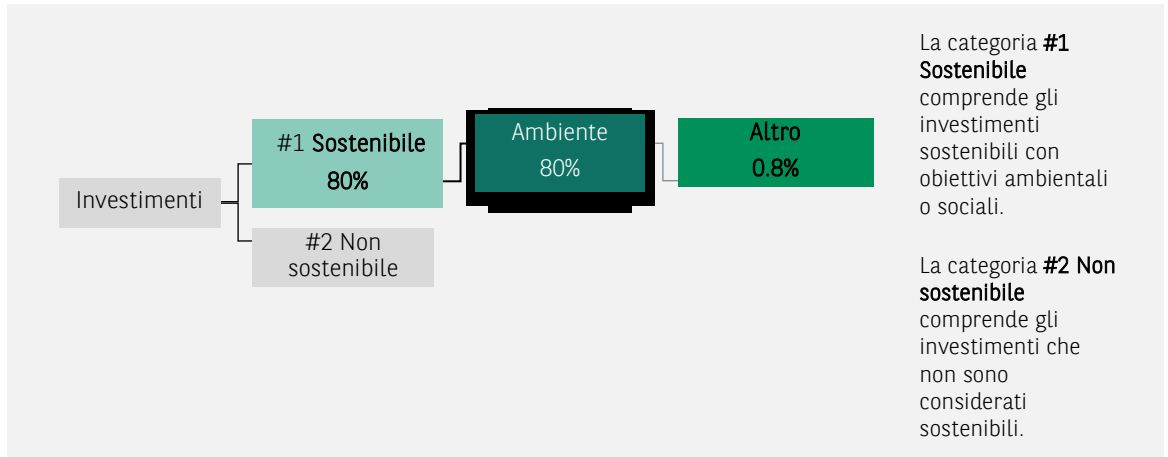 Investimenti
#1 Sostenibile
80%
#2 Non
sostenibile
Ambiente
80%
Altro
0.8%
La categoria #1
Sostenibile
comprende gli
investimenti
sostenibili con
obiettivi ambientali
o sociali.
La categoria #2 Non
sostenibile
comprende gli
investimenti che
non sono
considerati
sostenibili.